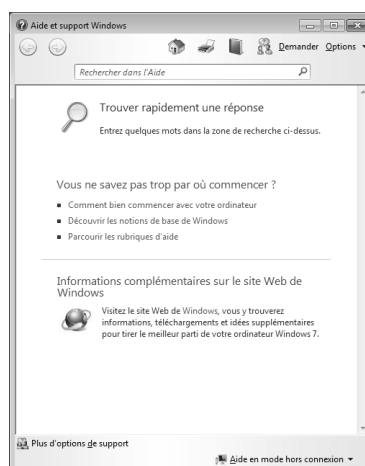 Aide et support Windows
Demander Options
Rechercher dans l'Aide
Trouver rapidement une réponse
Entrez quelques mots dans la zone de recherche ci-dessus.
Vous ne savez pas trop par où commencer ?
Comment bien commencer avec votre ordinateur
Découvrir les notions de base de Windows
Parcourir les rubriques d'aide
Informations complémentaires sur le site Web de
Windows
Visitez le site Web de Windows, vous y trouverez
informations, téléchargements et idées supplémentaires
pour tirer le meilleur parti de votre ordinateur Windows 7.
Plus d'options de support
Aide en mode hors connexion